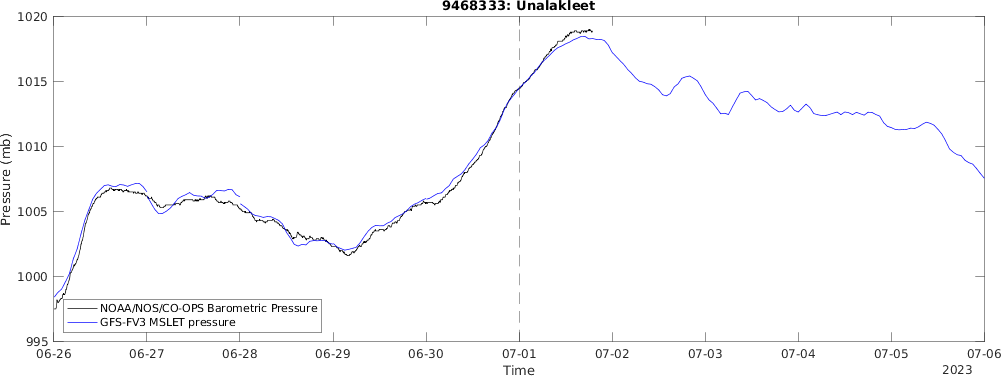 9468333: Unalakleet
1020
1015
1010
1005
1000
995
Pressure (mb)
NOAA/NOS/CO-OPS Barometric Pressure
GFS-FV3 MSLET pressure
06-26 06-27 06-28 06-29 06-30 07-01 07-02 07-03 07-04 07-05 07-06
Time
2023